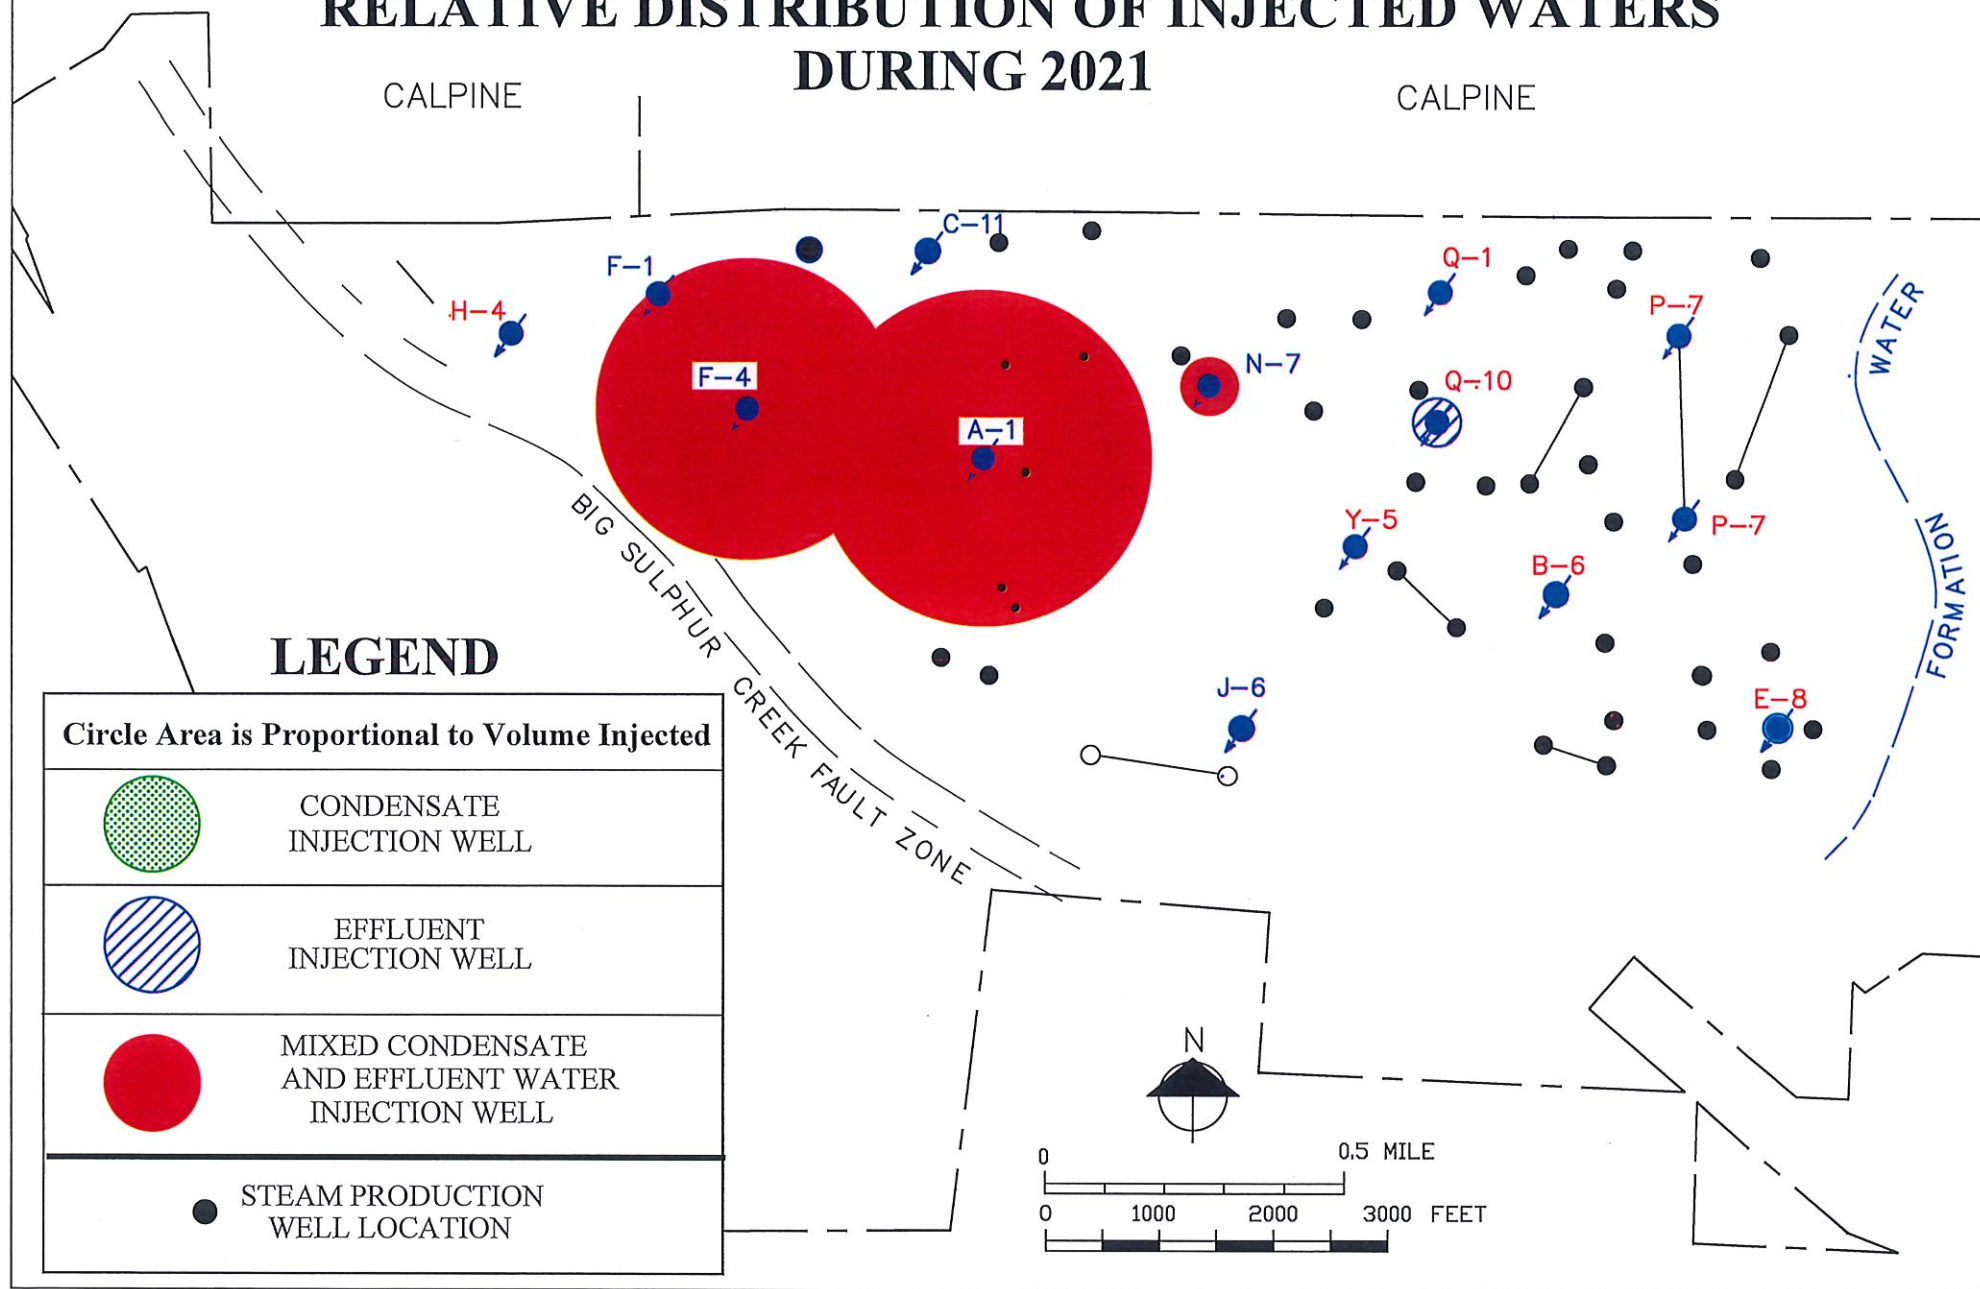 RELATIVE DISTRIBUTION OF INJECTED WATERS
DURING 2021
CALPINE
CALPINE
C-11
F-1
H-4
F-4
A-1
N-7
Q-1
Q-10
P-7
P-7
Y-5
B-6
J-6
E-8
WATER
FORMATION
BIG SULPHUR CREEK FAULT ZONE
LEGEND
Circle Area is Proportional to Volume Injected
CONDENSATE
INJECTION WELL
EFFLUENT
INJECTION WELL
MIXED CONDENSATE
AND EFFLUENT WATER
INJECTION WELL
STEAM PRODUCTION
WELL LOCATION
N
0 0.5 MILE
0 1000 2000 3000 FEET